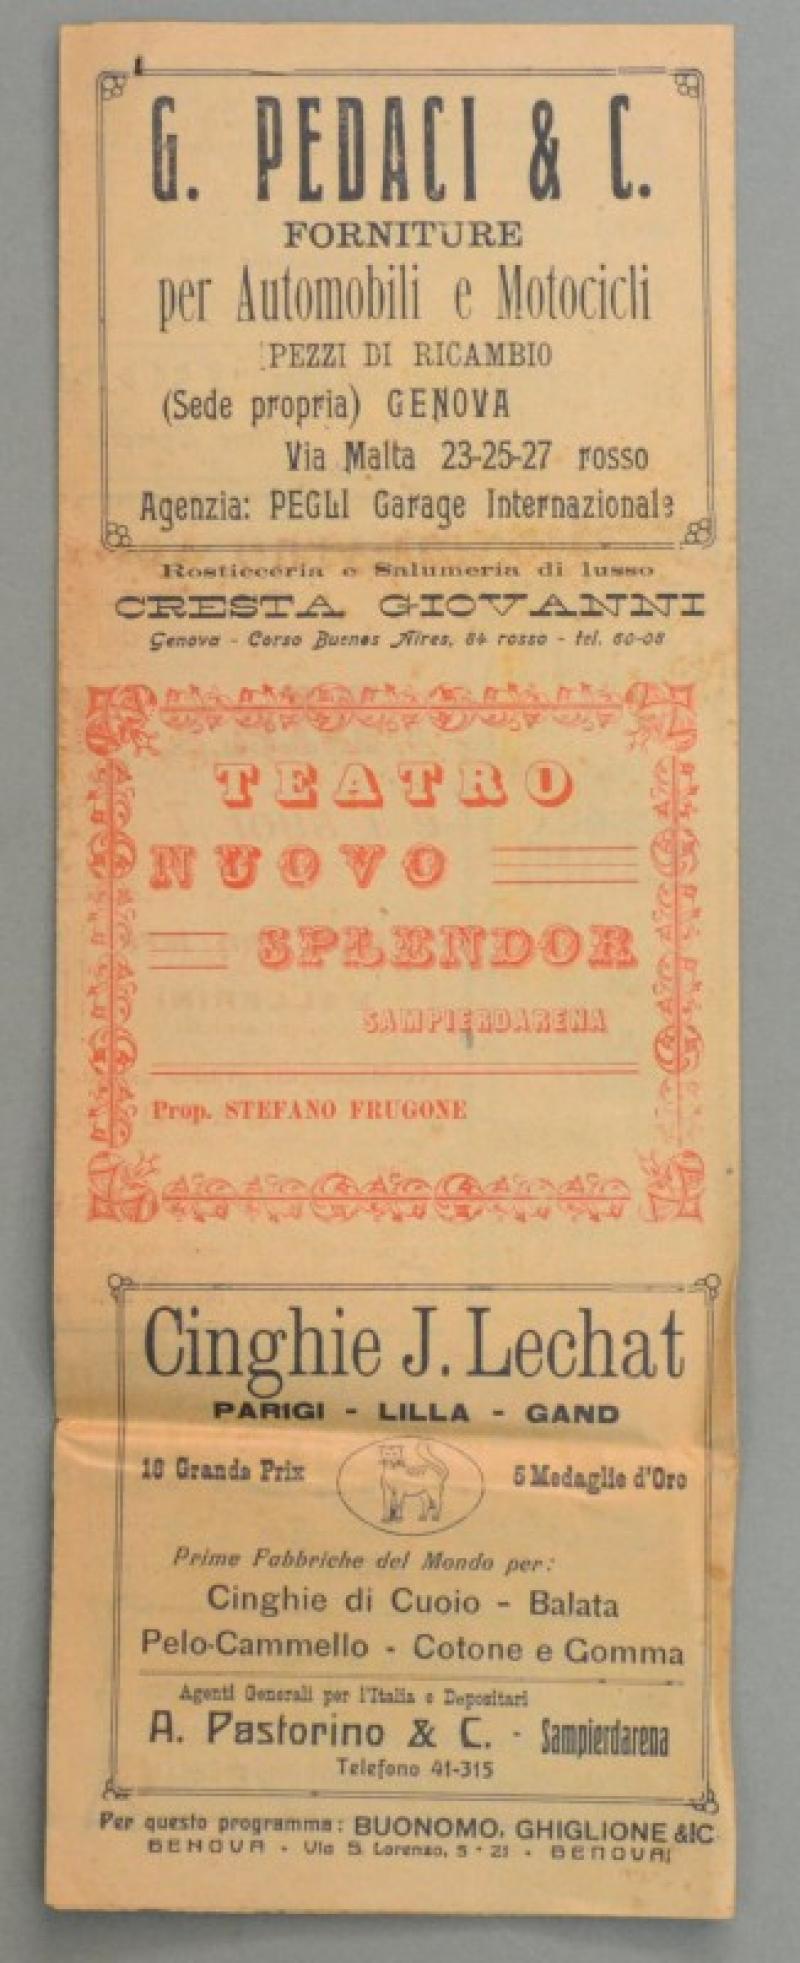 G. PEDACI & C.
FORNITURE
per Automobili e Motocicli
PEZZI DI RICAMBIO
(Sede propria) GENOVA
Via Malta 23-25-27 rosso
Agenzia: PEGLI Garage Internazionale
Rosticceria e Salumeria di lusso
CRESTA GIOVANNI
Genova - Corso Buenos Aires, 64 rosso - tel. 60-08
TEATRO
NUOVO
SPLENDOR
SAMPIERDARENA
Prop. STEFANO FRUGONE
Cinghie J. Lechat
PARIGI - LILLA - GAND
16 Grands Prix
5 Medaglie d'Oro
Prime Fabbriche del Mondo per:
Cinghie di Cuoio - Balata
Pelo-Cammello - Cotone e Gomma
Agenti Generali per l'Italia e Depositari
A. Pastorino & C. - Sampierdarena
Telefono 41-315
Per questo programma: BUONOMO, GHIGLIONE & C
GENOVA - Via S. Lorenzo, 5 - 21 - GENOVA